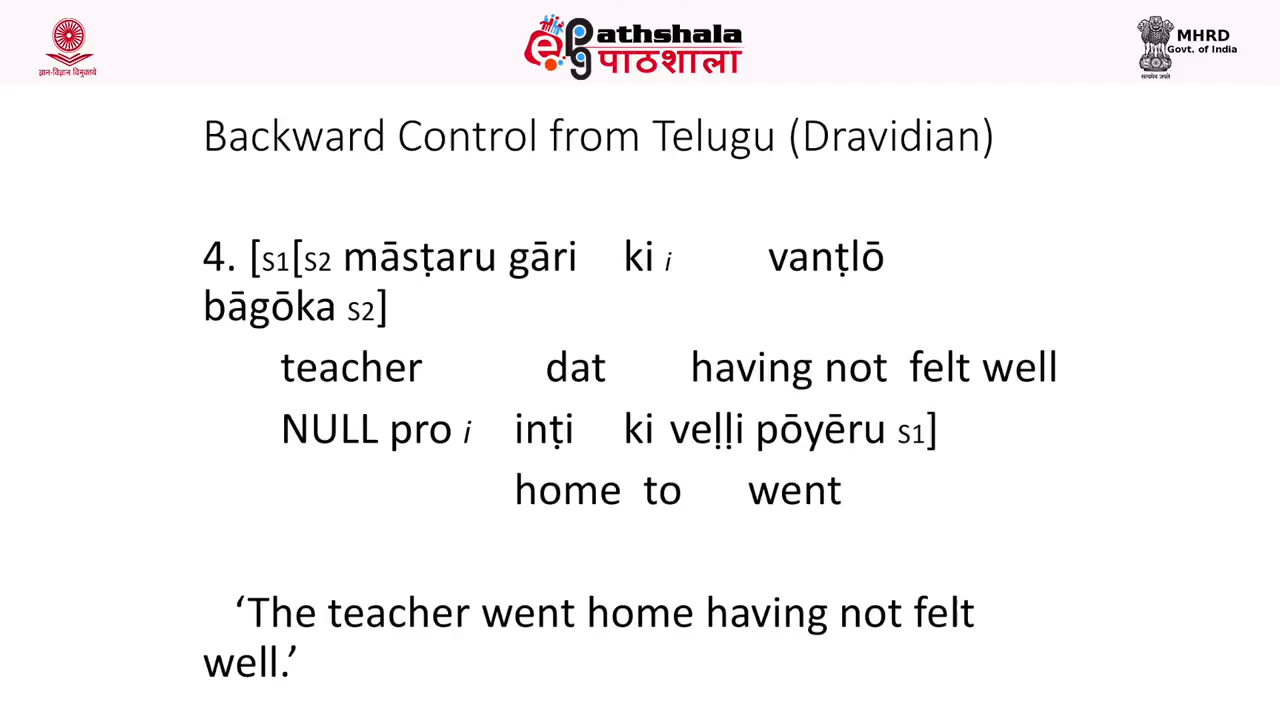 ज्ञान-विज्ञान विमुक्तये
ePG athshala
पाठशाला
सत्यमेव जयते
MHRD
Govt. of India
Backward Control from Telugu (Dravidian)
4. [S1[S2 māsṭaru gāri ki i vanṭlō
bāgōka S2]
teacher dat having not felt well
NULL pro i inṭi ki veḷḷi pōyēru S1]
home to went
‘The teacher went home having not felt
well.’